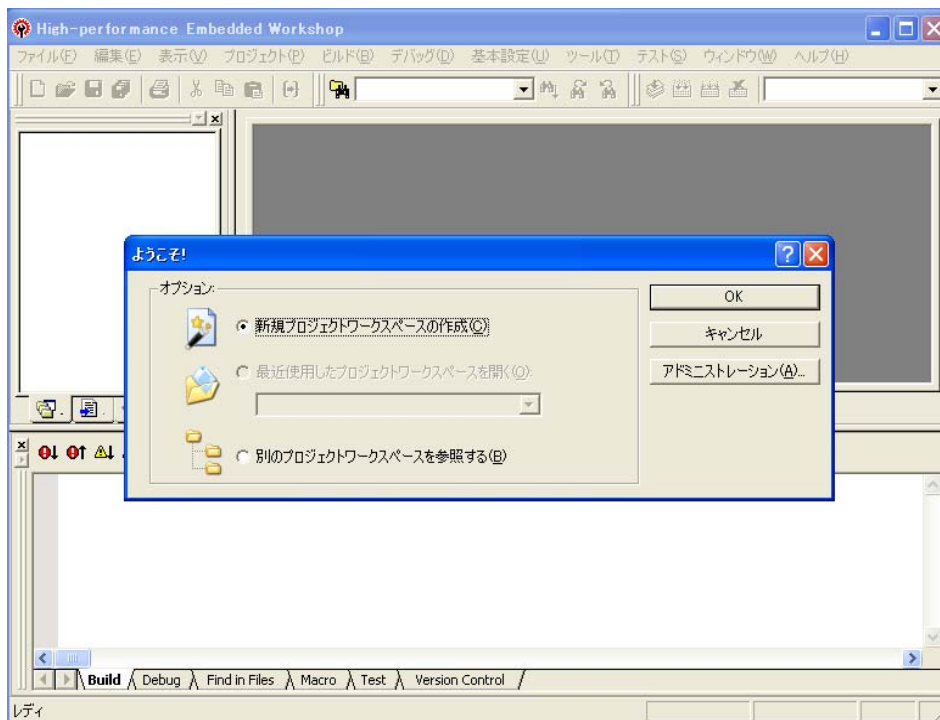 High-performance Embedded Workshop
ファイル(F) 編集(E) 表示(V) プロジェクト(P) ビルド(B) デバッグ(D) 基本設定(U) ツール(T) テスト(S) ウィンドウ(W) ヘルプ(H)
ようこそ!
オプション:
OK
新規プロジェクトワークスペースの作成(C)
キャンセル
最近使用したプロジェクトワークスペースを開く(O):
アドミニストレーション(A)...
別のプロジェクトワークスペースを参照する(B)
Build Debug Find in Files Macro Test Version Control
レディ